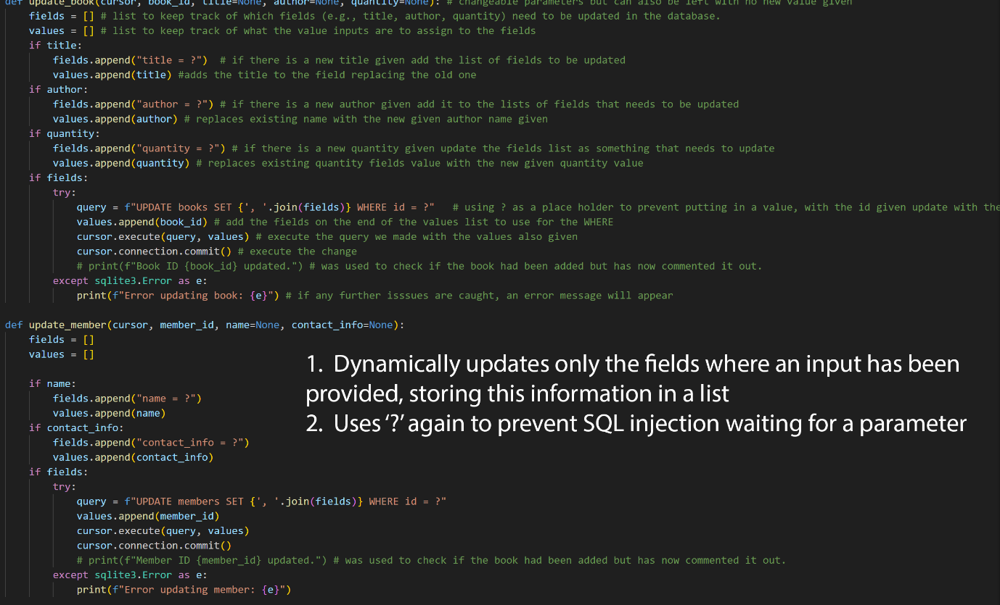 def update_book(cursor, book_id, title=None, author=None, quantity=None): # changeable parameters but can also be left with no new value given
    fields = [] # list to keep track of which fields (e.g., title, author, quantity) need to be updated in the database.
    values = [] # list to keep track of what the value inputs are to assign to the fields
    if title:
        fields.append("title = ?")  # if there is a new title given add the list of fields to be updated
        values.append(title) #adds the title to the field replacing the old one
    if author:
        fields.append("author = ?") # if there is a new author given add it to the lists of fields that needs to be updated
        values.append(author) # replaces existing name with the new given author name given
    if quantity:
        fields.append("quantity = ?") # if there is a new quantity given update the fields list as something that needs to update
        values.append(quantity) # replaces existing quantity fields value with the new given quantity value
    if fields:
        try:
            query = f"UPDATE books SET {', '.join(fields)} WHERE id = ?"   # using ? as a place holder to prevent putting in a value, with the id given update with the
            values.append(book_id) # add the fields on the end of the values list to use for the WHERE
            cursor.execute(query, values) # execute the query we made with the values also given
            cursor.connection.commit() # execute the change
            # print(f"Book ID {book_id} updated.") # was used to check if the book had been added but has now commented it out.
        except sqlite3.Error as e:
            print(f"Error updating book: {e}") # if any further isssues are caught, an error message will appear
def update_member(cursor, member_id, name=None, contact_info=None):
    fields = []
    values = []
    if name:
        fields.append("name = ?")
        values.append(name)
    if contact_info:
        fields.append("contact_info = ?")
        values.append(contact_info)
    if fields:
        try:
            query = f"UPDATE members SET {', '.join(fields)} WHERE id = ?"
            values.append(member_id)
            cursor.execute(query, values)
            cursor.connection.commit()
            # print(f"Member ID {member_id} updated.") # was used to check if the book had been added but has now commented it out.
        except sqlite3.Error as e:
            print(f"Error updating member: {e}")
1.  Dynamically updates only the fields where an input has been
provided, storing this information in a list
2.  Uses ‘?’ again to prevent SQL injection waiting for a parameter